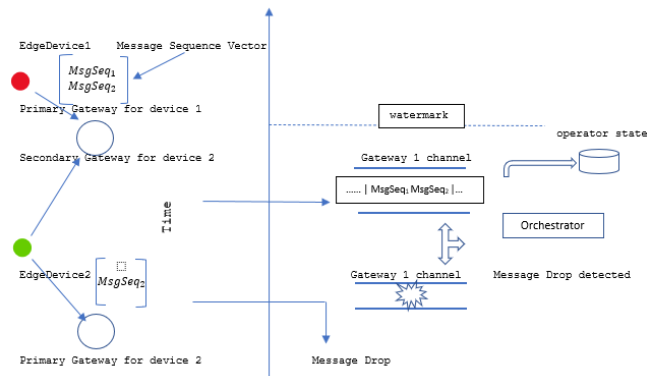 EdgeDevice1 Message Sequence Vector
MsgSeq₁
MsgSeq₂
Primary Gateway for device 1
Secondary Gateway for device 2
Time
EdgeDevice2
MsgSeq₂
Primary Gateway for device 2
watermark
operator state
Gateway 1 channel
...... | MsgSeq₁ MsgSeq₂ |...
Orchestrator
Gateway 1 channel
Message Drop detected
Message Drop